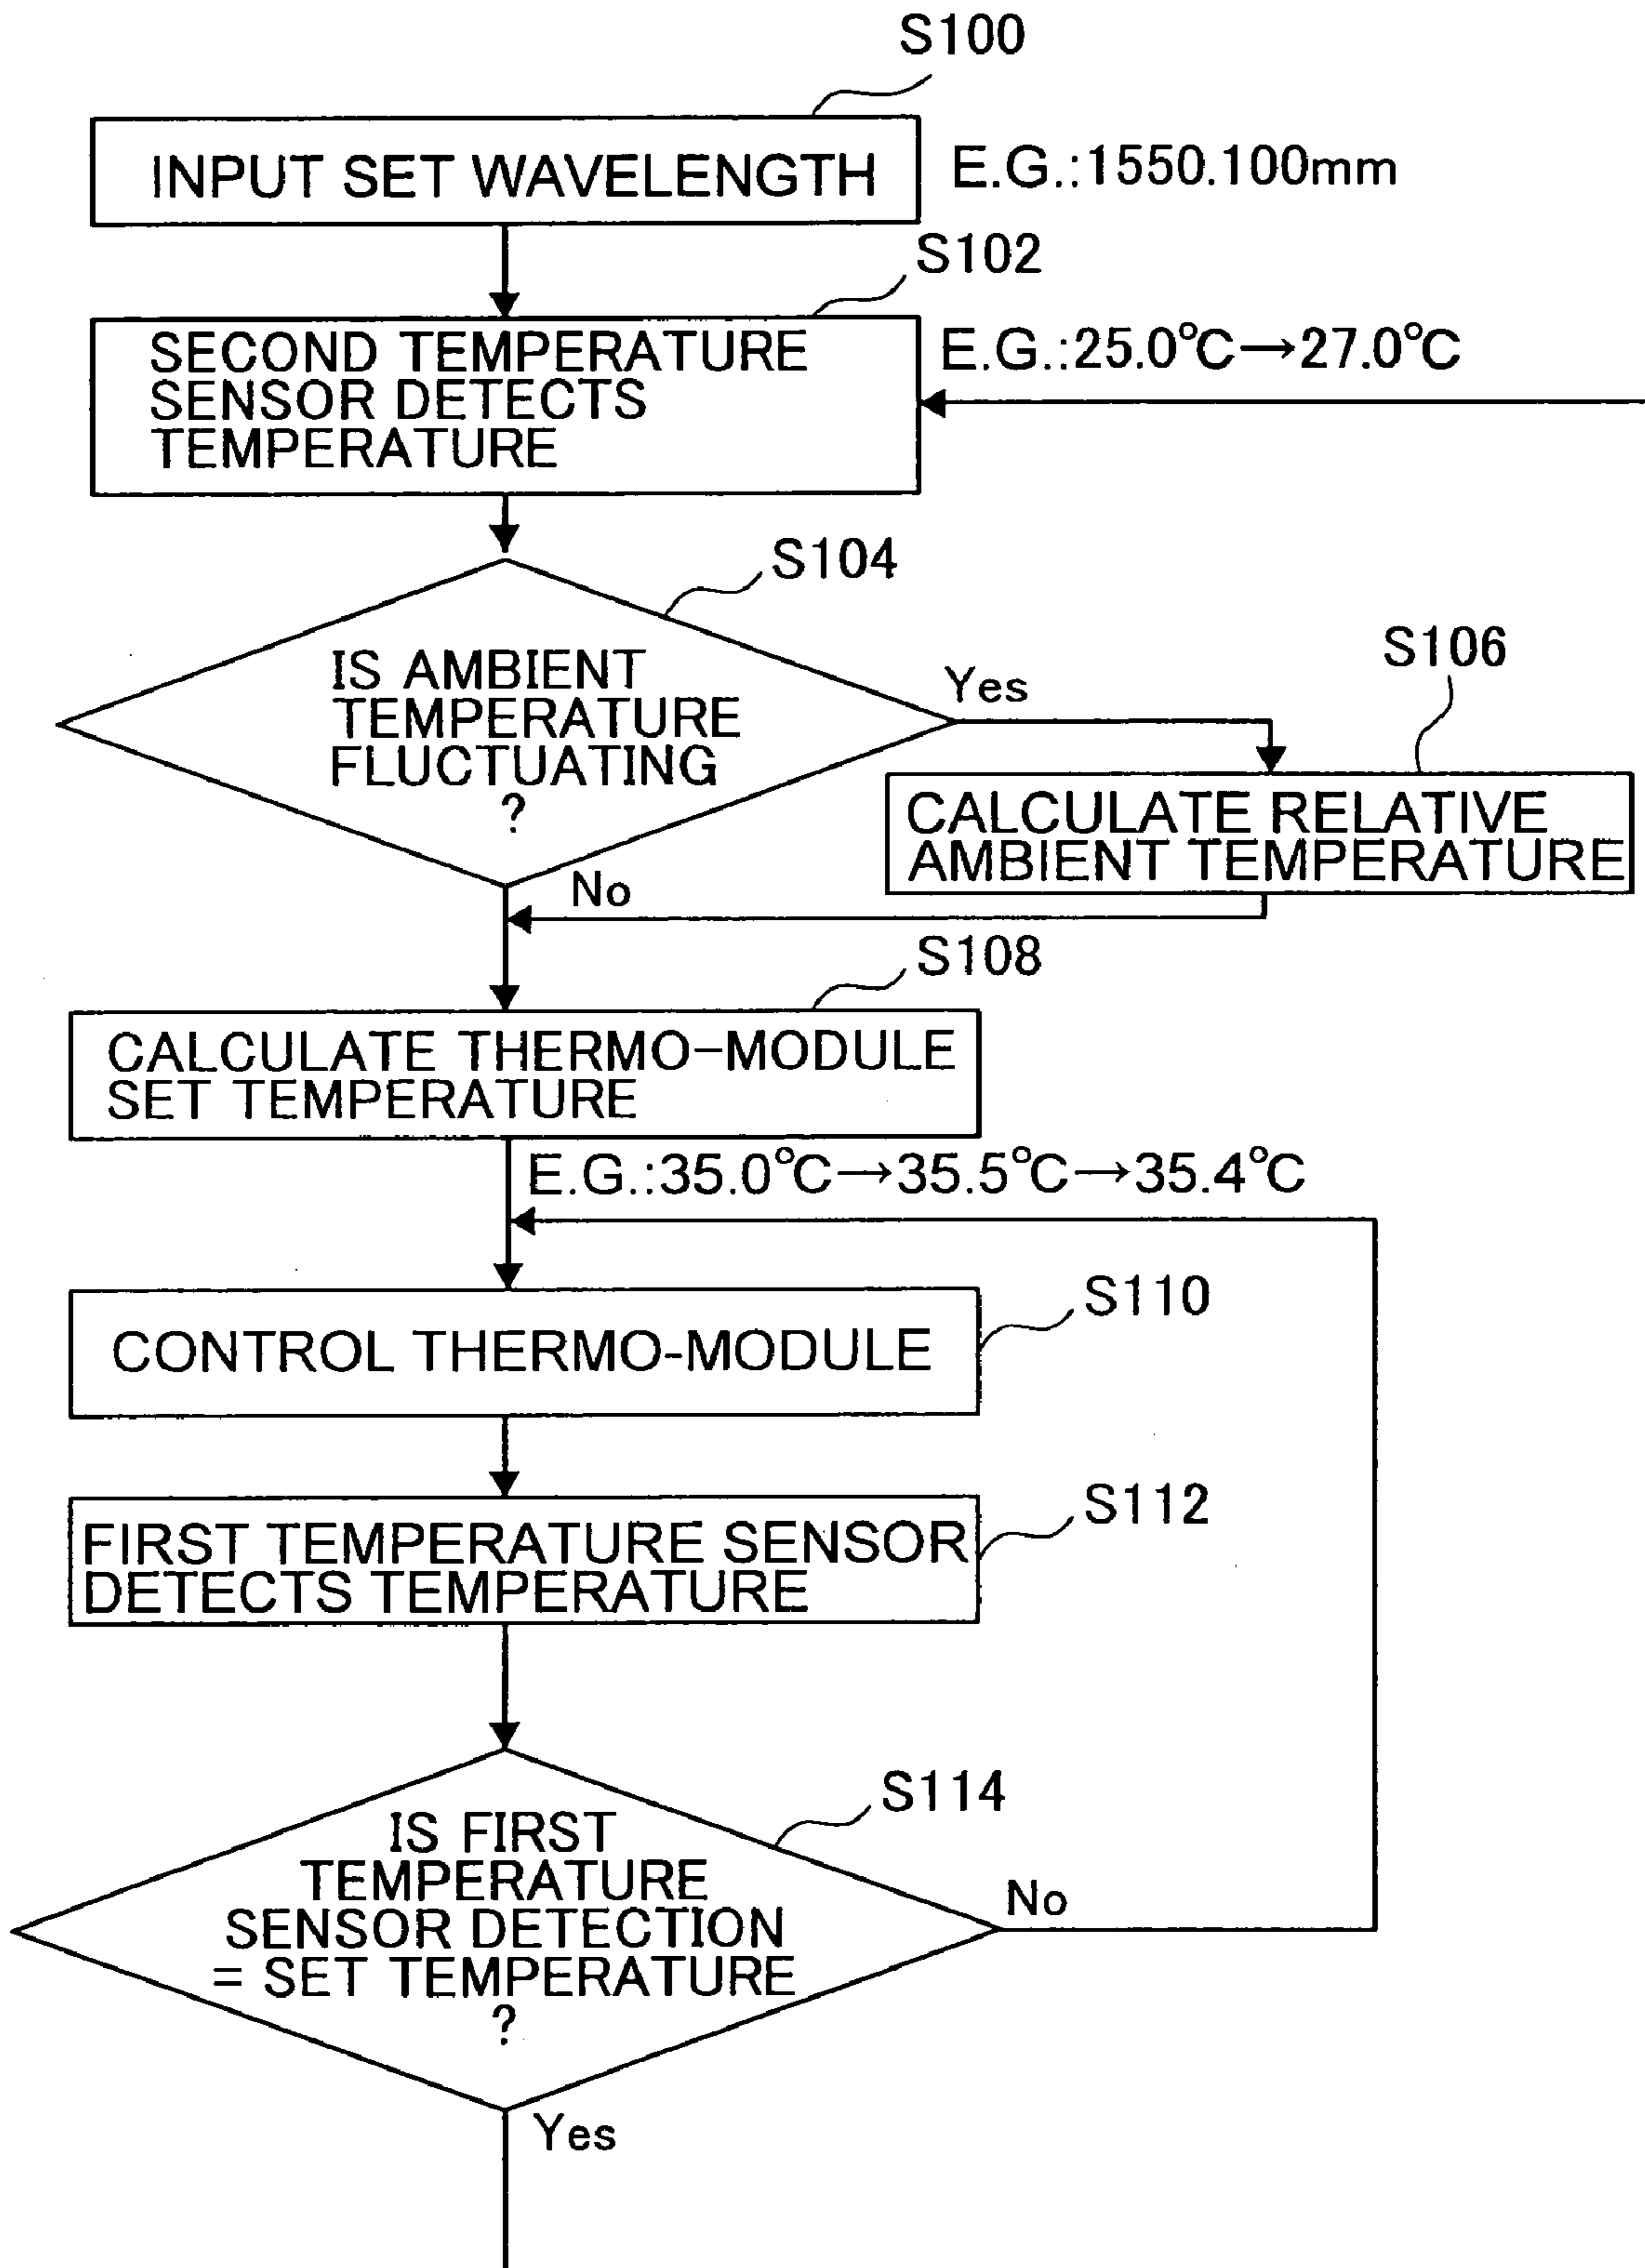 S100
INPUT SET WAVELENGTH
E.G.:1550.100mm
S102
SECOND TEMPERATURE
SENSOR DETECTS
TEMPERATURE
E.G.:25.0°C→27.0°C
S104
IS AMBIENT
TEMPERATURE
FLUCTUATING
?
Yes
S106
CALCULATE RELATIVE
AMBIENT TEMPERATURE
No
S108
CALCULATE THERMO-MODULE
SET TEMPERATURE
E.G.:35.0°C→35.5°C→35.4°C
S110
CONTROL THERMO-MODULE
S112
FIRST TEMPERATURE SENSOR
DETECTS TEMPERATURE
S114
IS FIRST
TEMPERATURE
SENSOR DETECTION
= SET TEMPERATURE
?
No
Yes